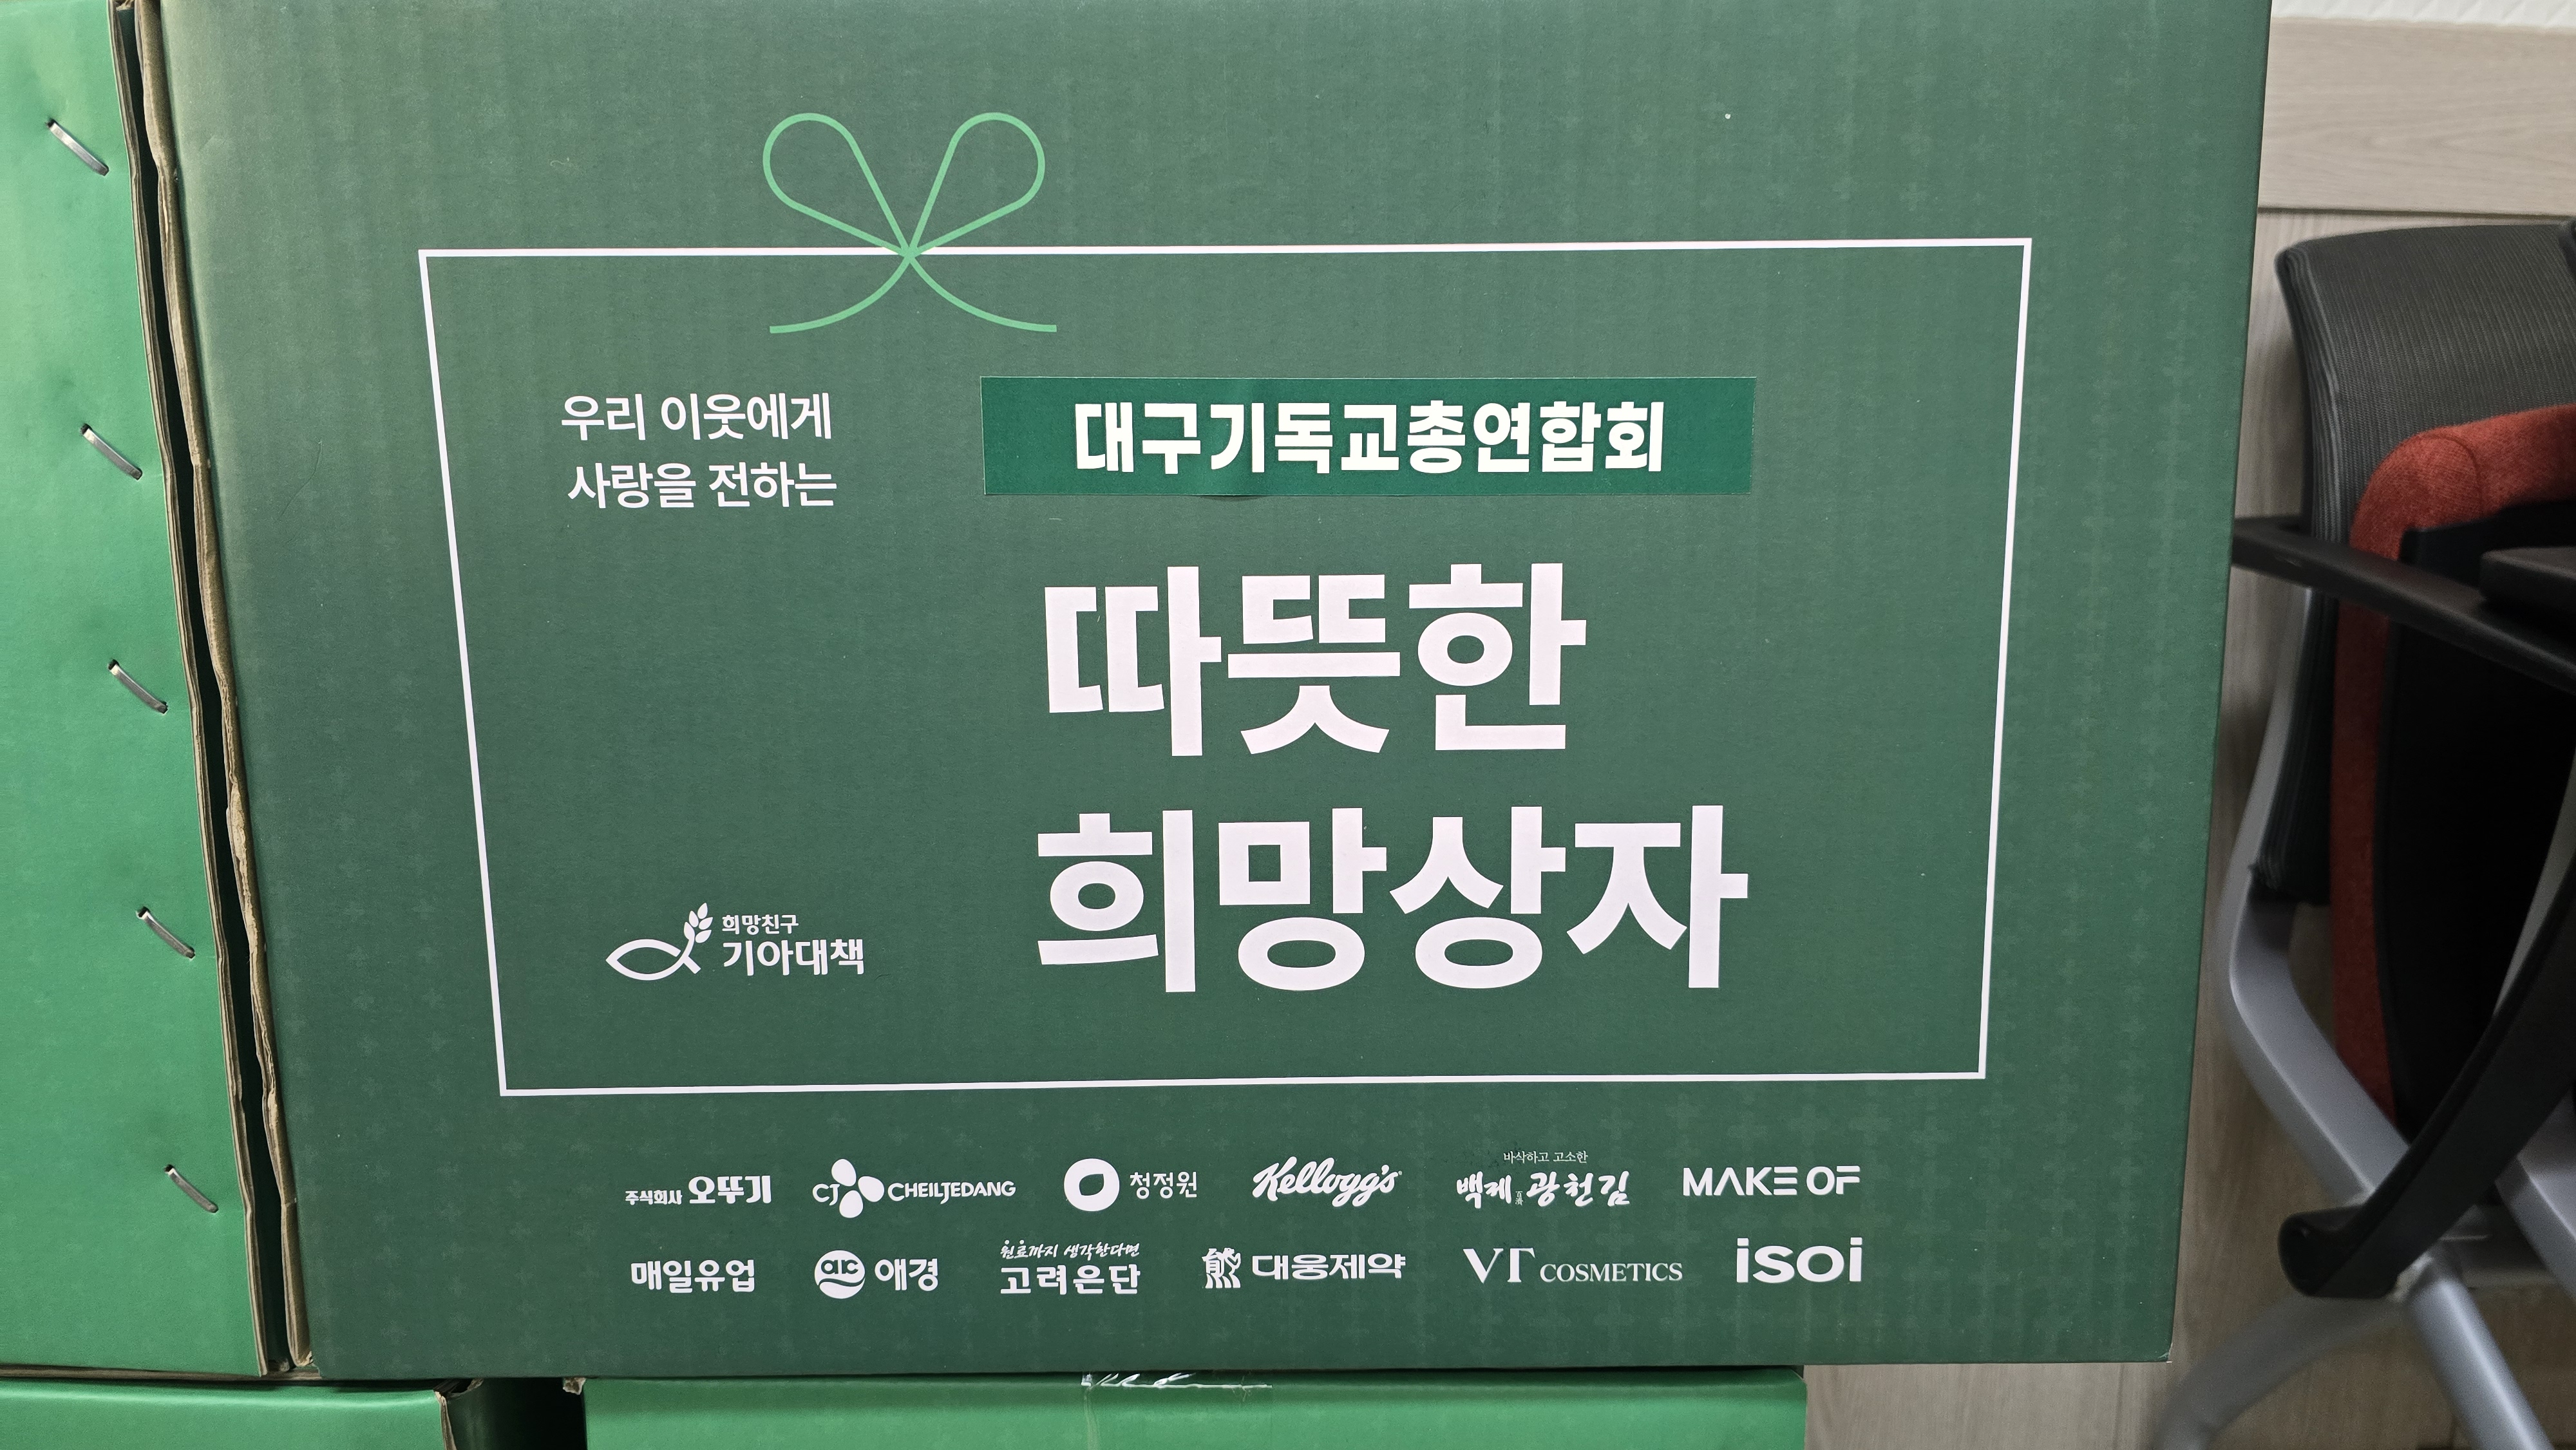 우리 이웃에게
사랑을 전하는
대구기독교총연합회
따뜻한
희망상자
희망친구
기아대책
주식회사 오뚜기
CJ CHEILJEDANG
청정원
Kellogg's
바삭하고 고소한
백제 광천김
MAKE OF
매일유업
애경
원료까지 생각한다면
고려은단
대웅제약
VT COSMETICS
isoi